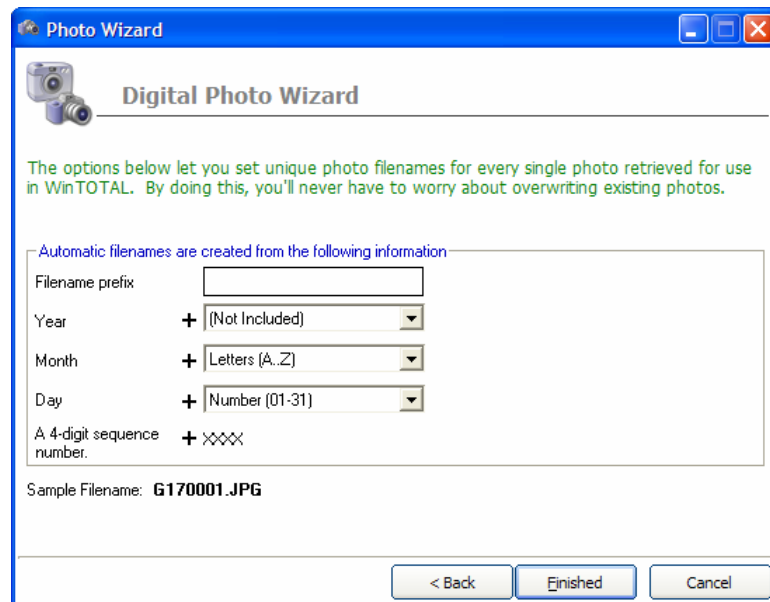 Photo Wizard
Digital Photo Wizard
The options below let you set unique photo filenames for every single photo retrieved for use
in WinTOTAL.  By doing this, you'll never have to worry about overwriting existing photos.
Automatic filenames are created from the following information
Filename prefix
Year + (Not Included)
Month + Letters (A..Z)
Day + Number (01-31)
A 4-digit sequence
number. + XXXX
Sample Filename: G170001.JPG
< Back Finished Cancel